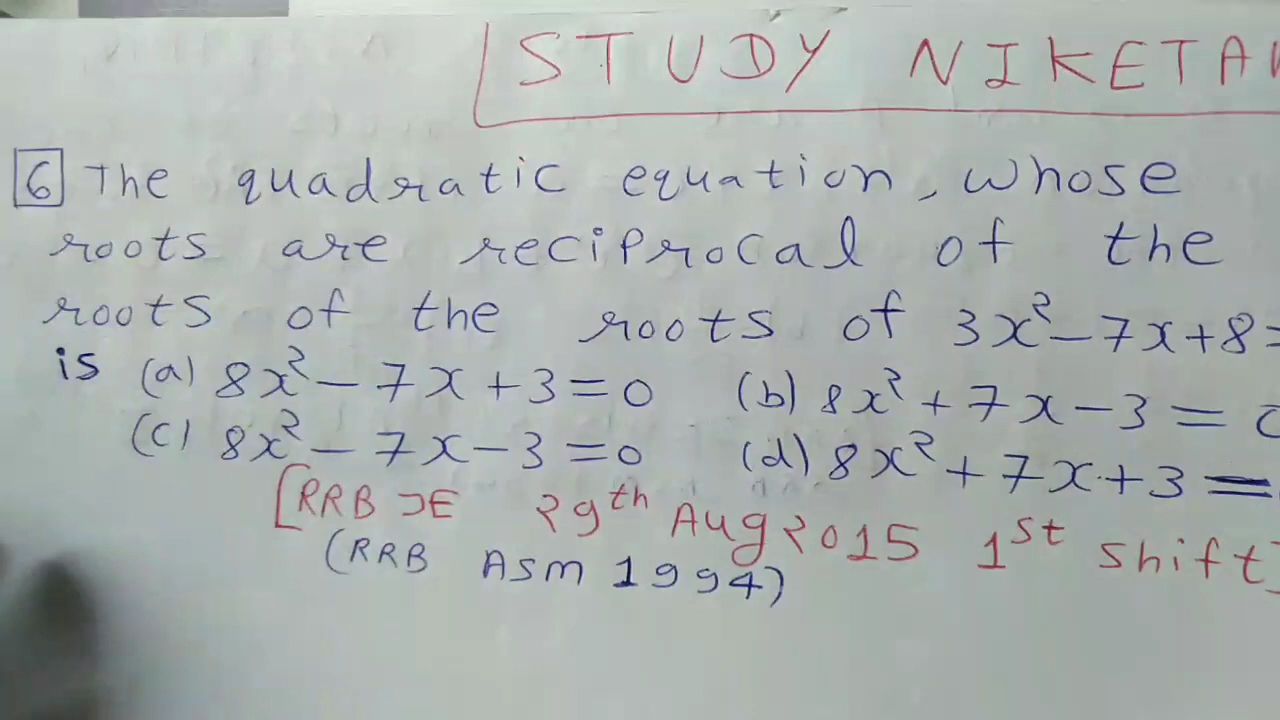 STUDY NIKETA
6 The quadratic equation, whose
roots are reciprocal of the
roots of the roots of 3x²-7x+8=
is (a) 8x²-7x+3=0 (b) 8x²+7x-3=0
(c) 8x²-7x-3=0 (d) 8x²+7x+3=
[RRB JE 29th Aug 2015 1st shift]
(RRB Asm 1994)